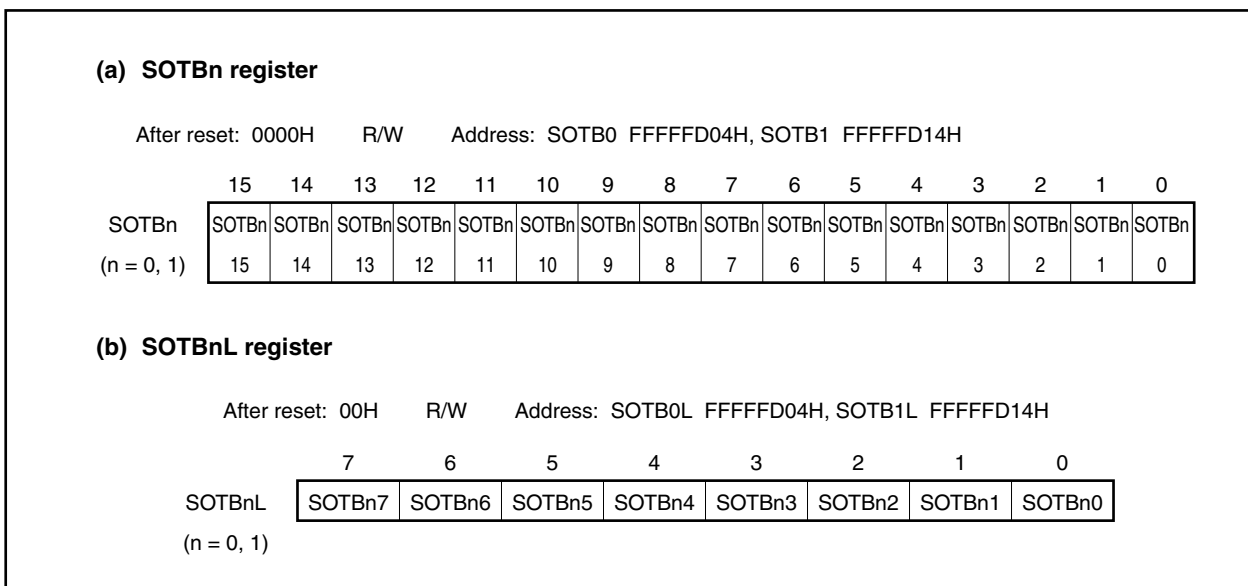 (a) SOTBn register
After reset: 0000H R/W Address: SOTB0 FFFFFD04H, SOTB1 FFFFFD14H
15 14 13 12 11 10 9 8 7 6 5 4 3 2 1 0
SOTBn SOTBn SOTBn SOTBn SOTBn SOTBn SOTBn SOTBn SOTBn SOTBn SOTBn SOTBn SOTBn SOTBn SOTBn SOTBn SOTBn
(n = 0, 1) 15 14 13 12 11 10 9 8 7 6 5 4 3 2 1 0
(b) SOTBnL register
After reset: 00H R/W Address: SOTB0L FFFFFD04H, SOTB1L FFFFFD14H
7 6 5 4 3 2 1 0
SOTBnL SOTBn7 SOTBn6 SOTBn5 SOTBn4 SOTBn3 SOTBn2 SOTBn1 SOTBn0
(n = 0, 1)